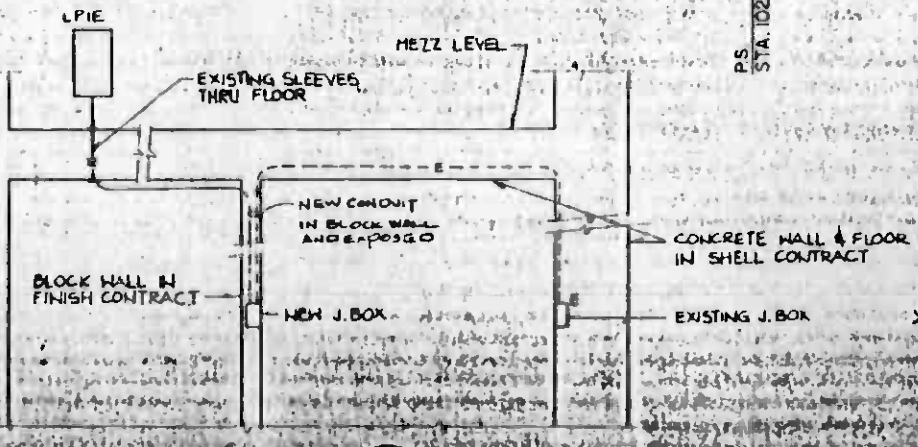 LPIE
MEZZ LEVEL
P.S
STA. 102
EXISTING SLEEVES
THRU FLOOR
E
E
NEW CONDUIT
IN BLOCK WALL
AND EXPOSED
CONCRETE WALL & FLOOR
IN SHELL CONTRACT
BLOCK WALL IN
FINISH CONTRACT
NEW J. BOX
E
EXISTING J. BOX